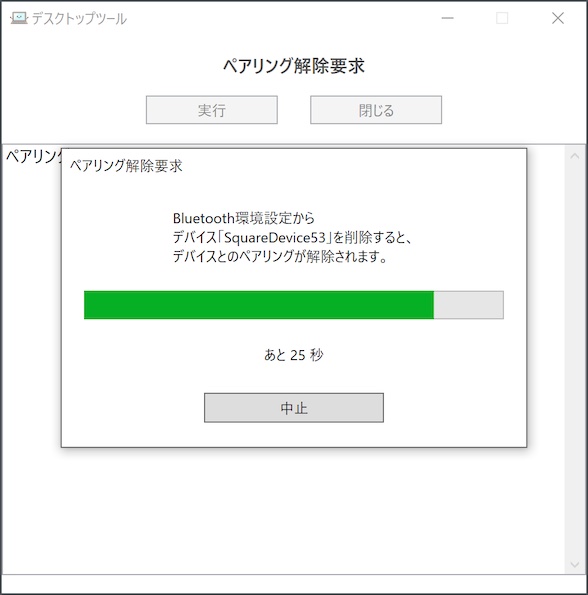 デスクトップツール
ペアリング解除要求
実行
閉じる
ペアリング
ペアリング解除要求
Bluetooth環境設定から
デバイス「SquareDevice53」を削除すると、
デバイスとのペアリングが解除されます。
あと 25 秒
中止